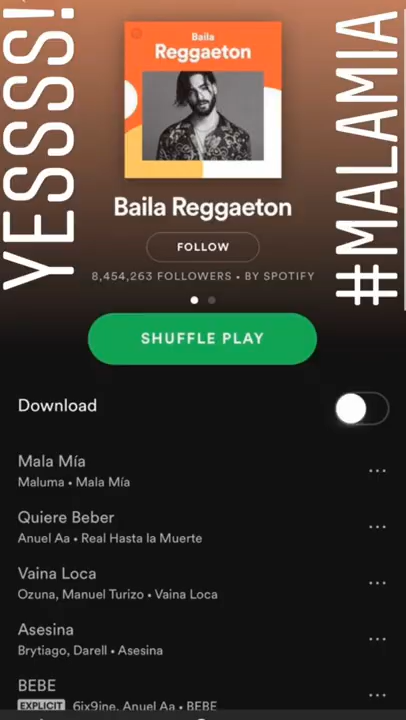 YESSSS!
#MALAMIA
Baila
Reggaeton
Baila Reggaeton
FOLLOW
8,454,263 FOLLOWERS • BY SPOTIFY
SHUFFLE PLAY
Download
Mala Mía
Maluma • Mala Mía
Quiere Beber
Anuel Aa • Real Hasta la Muerte
Vaina Loca
Ozuna, Manuel Turizo • Vaina Loca
Asesina
Brytiago, Darell • Asesina
BEBE
EXPLICIT 6ix9ine, Anuel Aa • BEBE